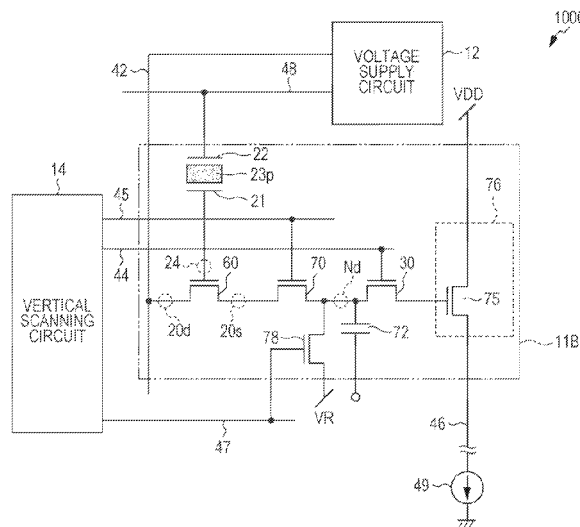 100C
42
48
VOLTAGE
SUPPLY
CIRCUIT
12
VDD
22
23p
21
76
14
45
44
24
60
70
Nd
30
75
VERTICAL
SCANNING
CIRCUIT
20d
20s
78
72
11B
VR
47
46
49